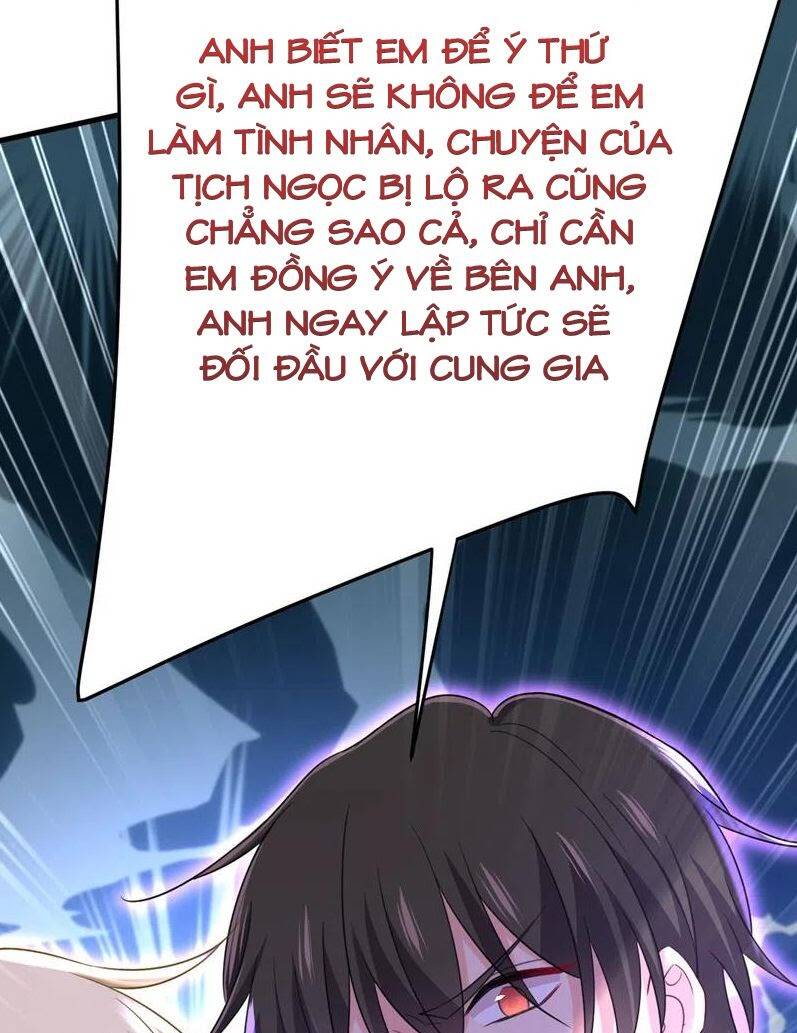 ANH BIẾT EM ĐỂ Ý THỨ
GÌ, ANH SẼ KHÔNG ĐỂ EM
LÀM TÌNH NHÂN, CHUYỆN CỦA
TỊCH NGỌC BỊ LỘ RA CŨNG
CHẲNG SAO CẢ, CHỈ CẦN
EM ĐỒNG Ý VỀ BÊN ANH,
ANH NGAY LẬP TỨC SẼ
ĐỐI ĐẦU VỚI CUNG GIA